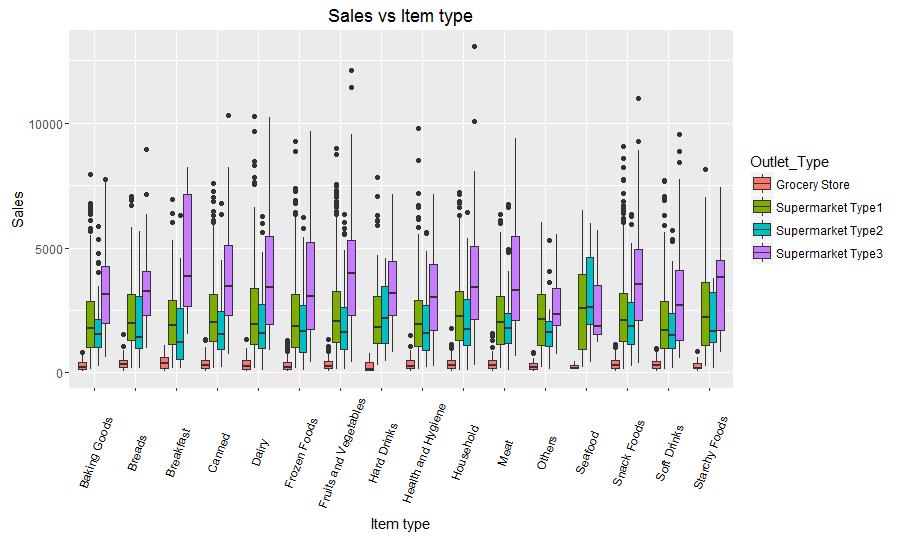 Sales vs Item type
Sales
10000
5000
0
Baking Goods
Breads
Breakfast
Canned
Dairy
Frozen Foods
Fruits and Vegetables
Hard Drinks
Health and Hygiene
Household
Meat
Others
Seafood
Snack Foods
Soft Drinks
Starchy Foods
Item type
Outlet_Type
Grocery Store
Supermarket Type1
Supermarket Type2
Supermarket Type3